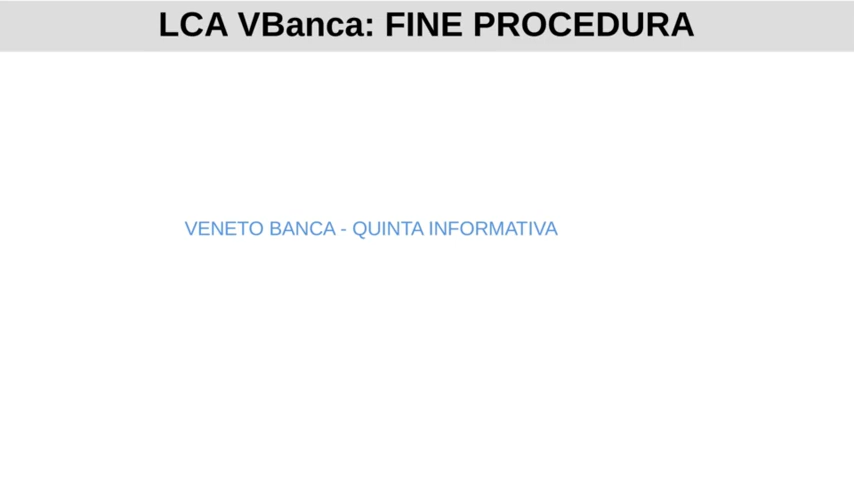 LCA VBanca: FINE PROCEDURA
VENETO BANCA - QUINTA INFORMATIVA